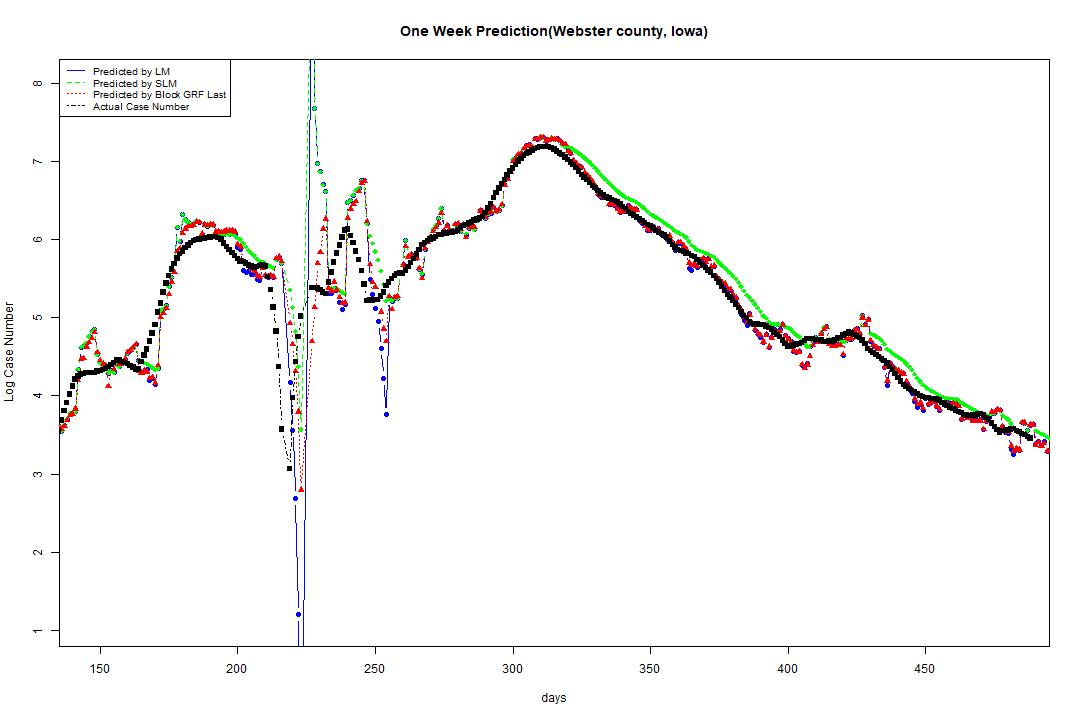 One Week Prediction(Webster county, Iowa)
Predicted by LM
Predicted by SLM
Predicted by Block GRF Last
Actual Case Number
8
7
6
5
4
3
2
1
Log Case Number
150 200 250 300 350 400 450
days